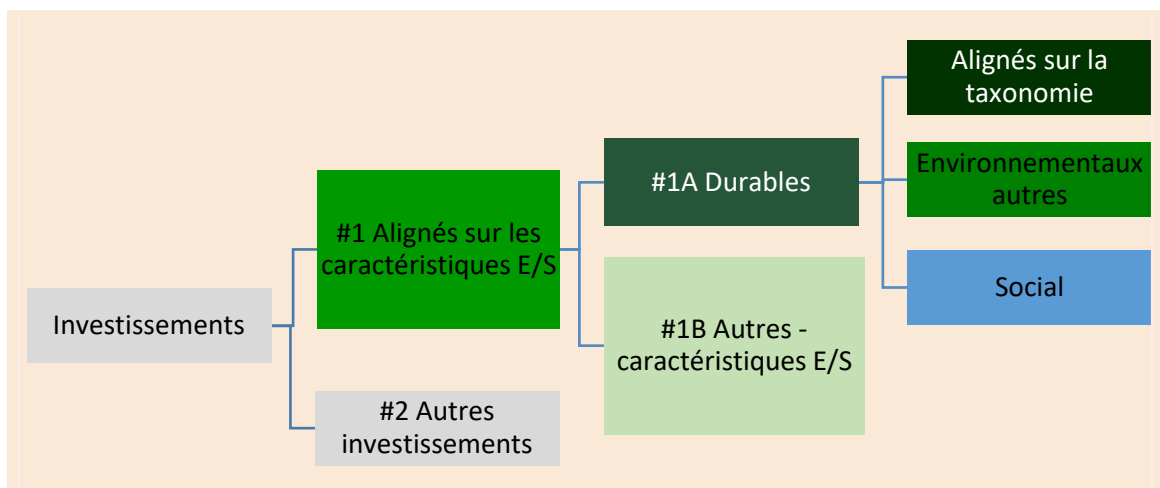 Investissements
#1 Alignés sur les
caractéristiques E/S
#2 Autres
investissements
#1A Durables
#1B Autres -
caractéristiques E/S
Alignés sur la
taxonomie
Environnementaux
autres
Social